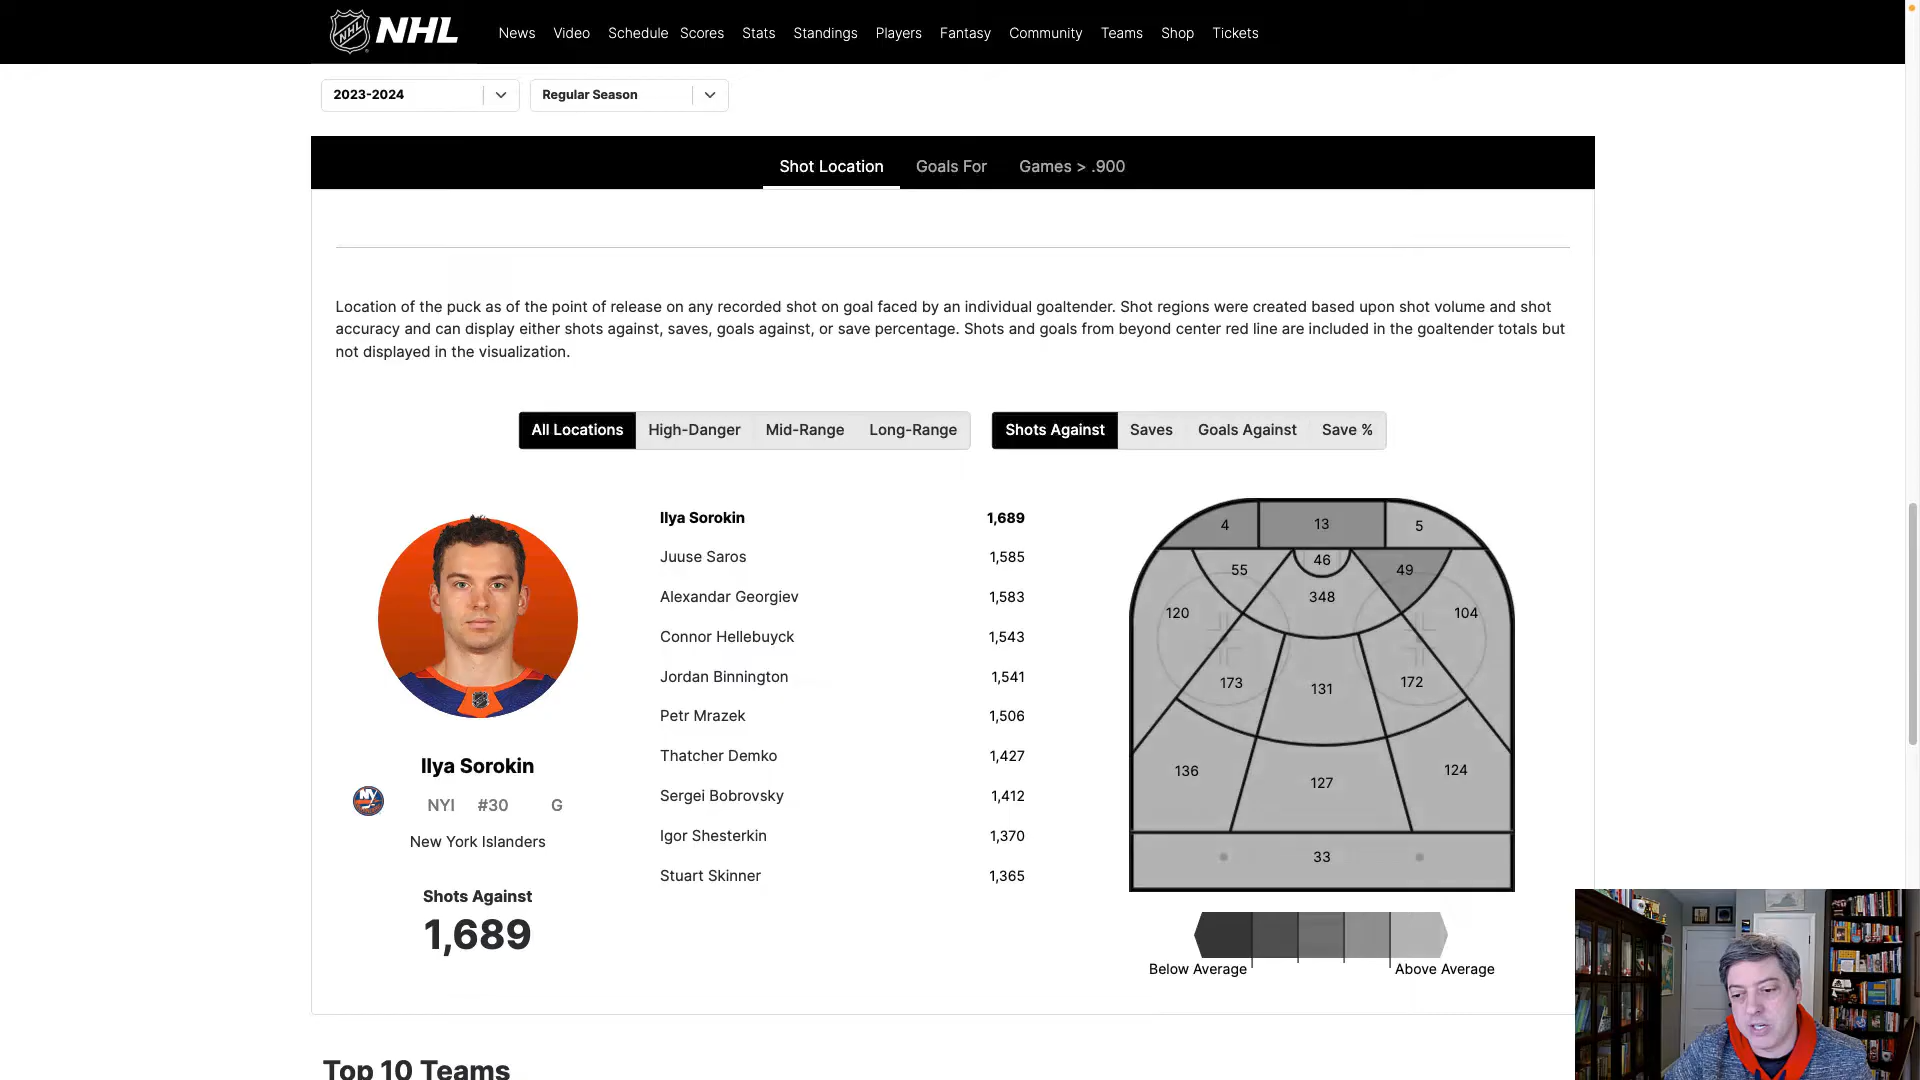 NHL
News Video Schedule Scores Stats Standings Players Fantasy Community Teams Shop Tickets
2023-2024 Regular Season
Shot Location Goals For Games > .900
Location of the puck as of the point of release on any recorded shot on goal faced by an individual goaltender. Shot regions were created based upon shot volume and shot
accuracy and can display either shots against, saves, goals against, or save percentage. Shots and goals from beyond center red line are included in the goaltender totals but
not displayed in the visualization.
All Locations High-Danger Mid-Range Long-Range Shots Against Saves Goals Against Save %
Ilya Sorokin
NYI #30 G
New York Islanders
Shots Against
1,689
Ilya Sorokin 1,689
Juuse Saros 1,585
Alexandar Georgiev 1,583
Connor Hellebuyck 1,543
Jordan Binnington 1,541
Petr Mrazek 1,506
Thatcher Demko 1,427
Sergei Bobrovsky 1,412
Igor Shesterkin 1,370
Stuart Skinner 1,365
4 13 5
55 46 49
120 348 104
173 131 172
136 127 124
33
Below Average Above Average
Top 10 Teams